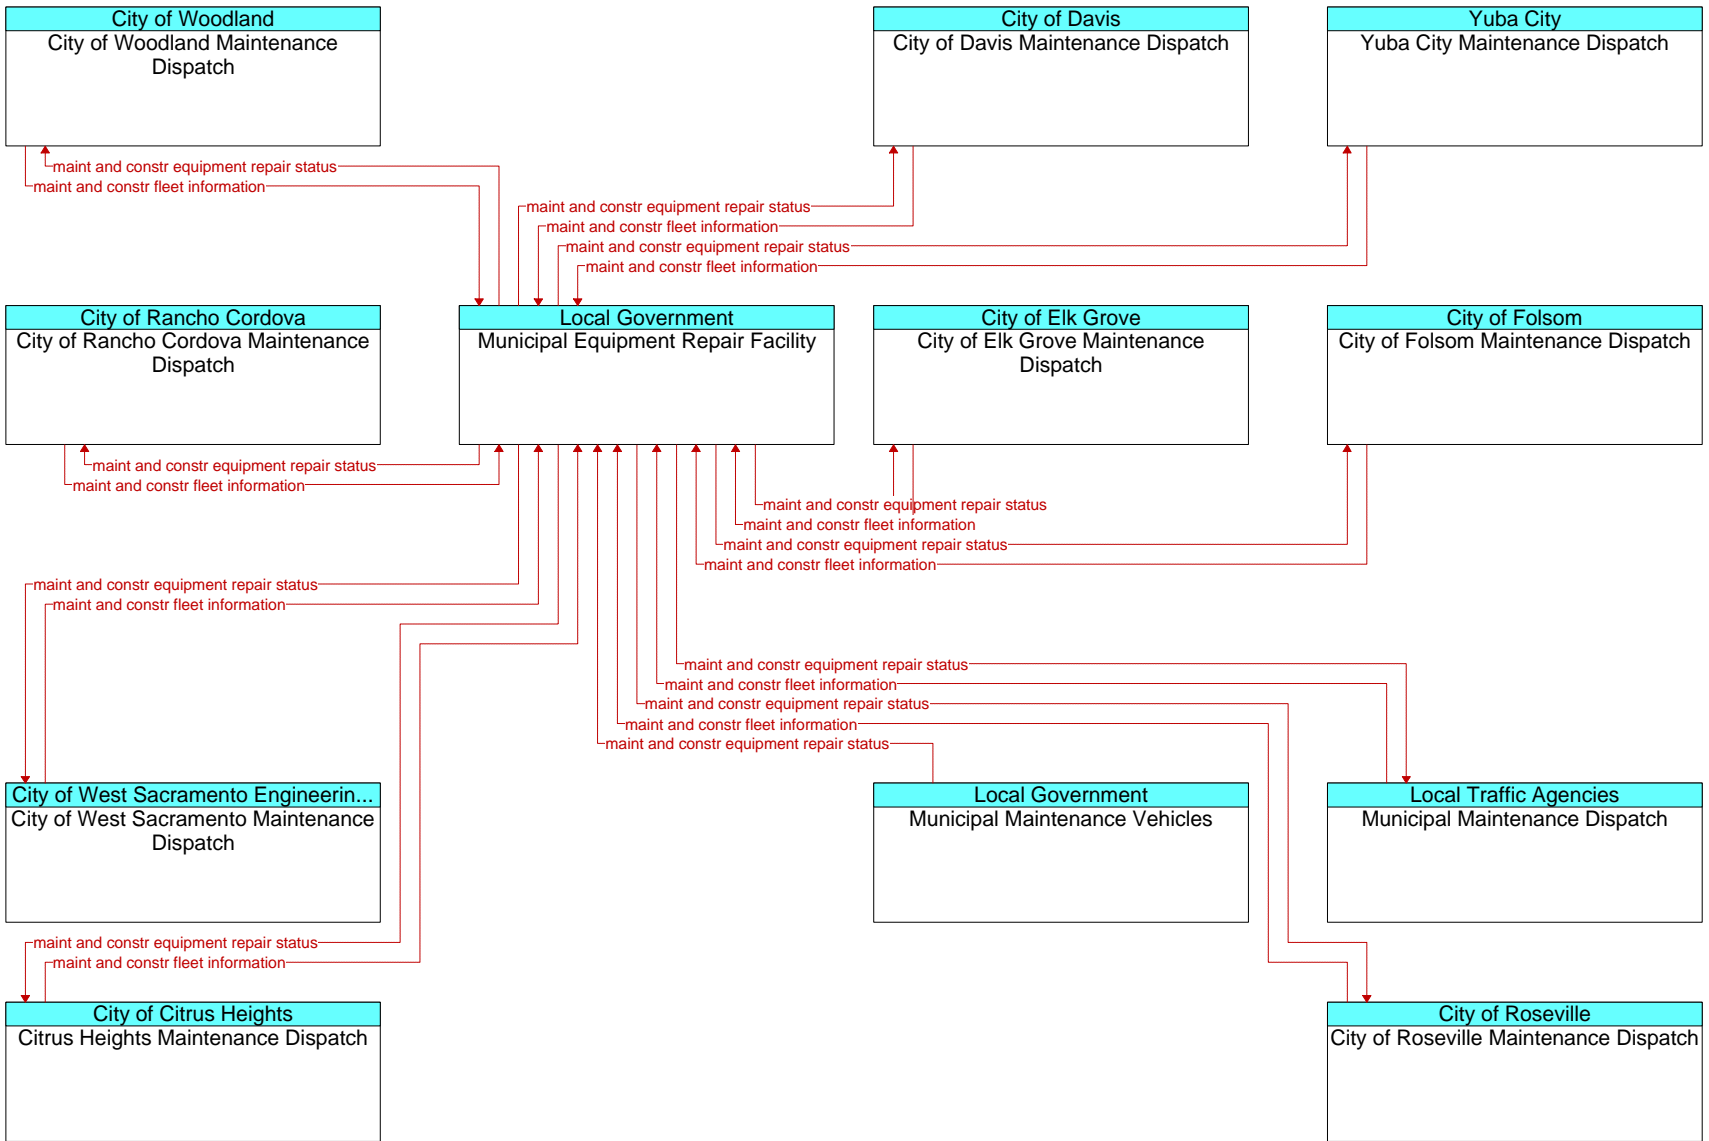 City of Woodland
City of Woodland Maintenance
Dispatch
City of Davis
City of Davis Maintenance Dispatch
Yuba City
Yuba City Maintenance Dispatch
maint and constr equipment repair status
maint and constr fleet information
maint and constr equipment repair status
maint and constr fleet information
maint and constr equipment repair status
maint and constr fleet information
City of Rancho Cordova
City of Rancho Cordova Maintenance
Dispatch
Local Government
Municipal Equipment Repair Facility
City of Elk Grove
City of Elk Grove Maintenance
Dispatch
City of Folsom
City of Folsom Maintenance Dispatch
maint and constr equipment repair status
maint and constr fleet information
maint and constr equipment repair status
maint and constr fleet information
maint and constr equipment repair status
maint and constr fleet information
maint and constr equipment repair status
maint and constr fleet information
maint and constr equipment repair status
maint and constr fleet information
maint and constr equipment repair status
maint and constr fleet information
maint and constr equipment repair status
City of West Sacramento Engineerin...
City of West Sacramento Maintenance
Dispatch
Local Government
Municipal Maintenance Vehicles
Local Traffic Agencies
Municipal Maintenance Dispatch
maint and constr equipment repair status
maint and constr fleet information
City of Citrus Heights
Citrus Heights Maintenance Dispatch
City of Roseville
City of Roseville Maintenance Dispatch